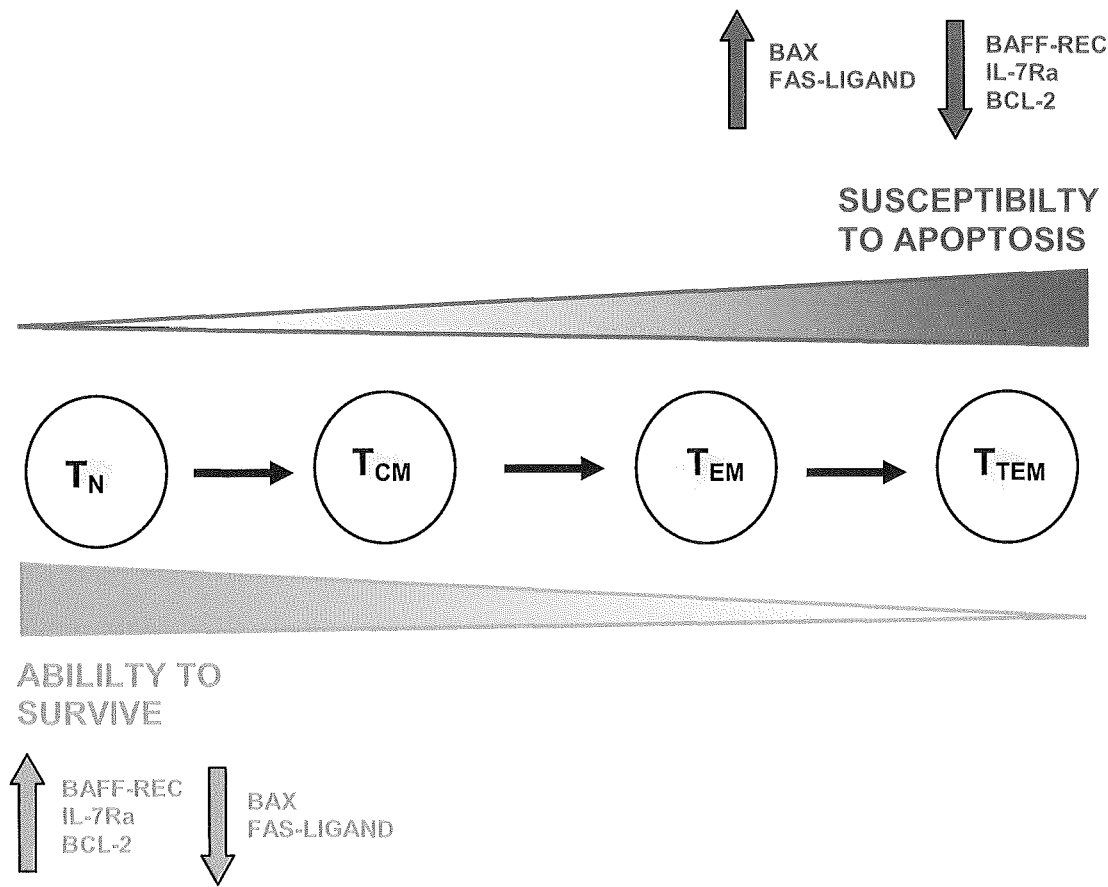 BAX
FAS-LIGAND
BAFF-REC
IL-7Ra
BCL-2
SUSCEPTIBILTY
TO APOPTOSIS
TN
TCM
TEM
TTEM
ABILILTY TO
SURVIVE
BAFF-REC
IL-7Ra
BCL-2
BAX
FAS-LIGAND